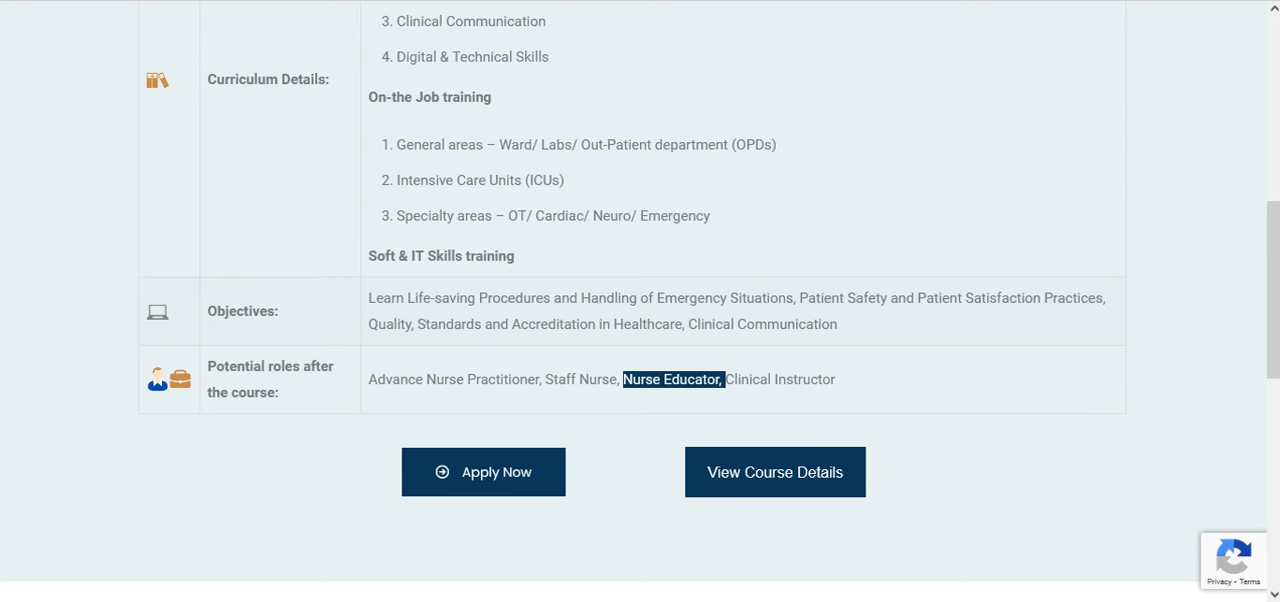 3. Clinical Communication
4. Digital & Technical Skills
Curriculum Details:
On-the Job training
1. General areas – Ward/ Labs/ Out-Patient department (OPDs)
2. Intensive Care Units (ICUs)
3. Specialty areas – OT/ Cardiac/ Neuro/ Emergency
Soft & IT Skills training
Objectives:
Learn Life-saving Procedures and Handling of Emergency Situations, Patient Safety and Patient Satisfaction Practices,
Quality, Standards and Accreditation in Healthcare, Clinical Communication
Potential roles after
the course:
Advance Nurse Practitioner, Staff Nurse, Nurse Educator, Clinical Instructor
Apply Now
View Course Details
Privacy - Terms